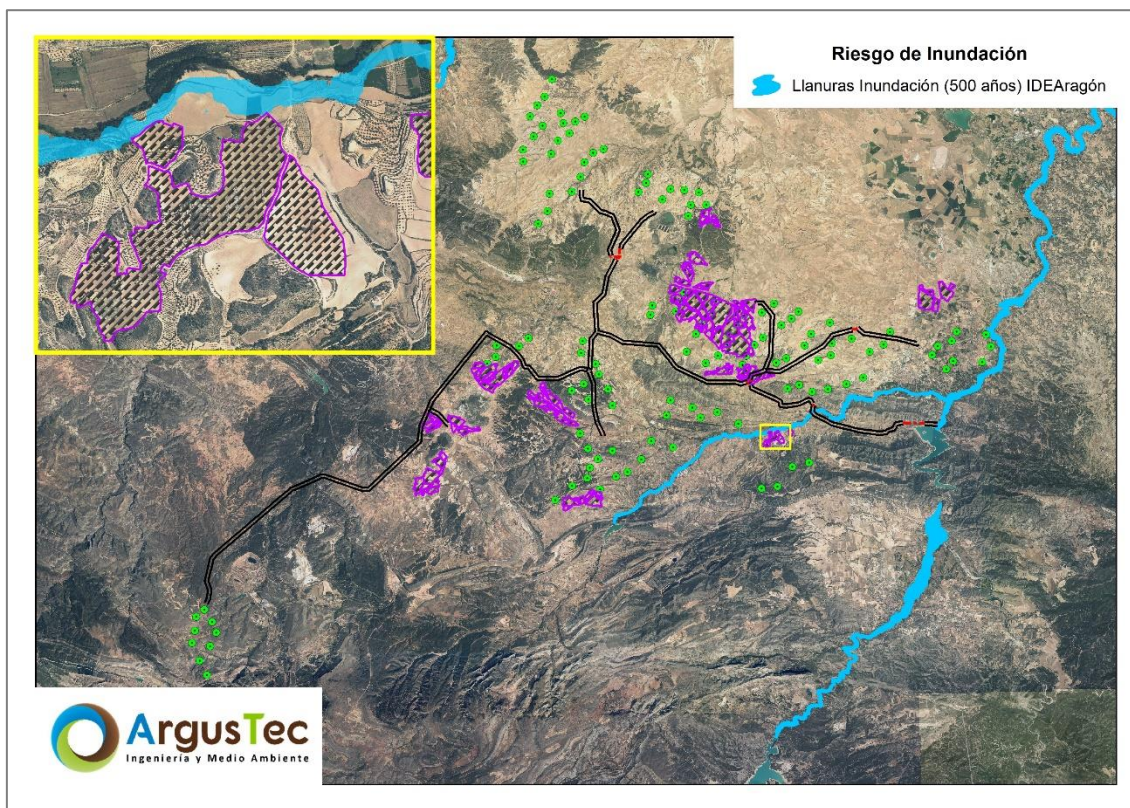 Riesgo de Inundación
Llanuras Inundación (500 años) IDEAragón
ArgusTec
Ingeniería y Medio Ambiente